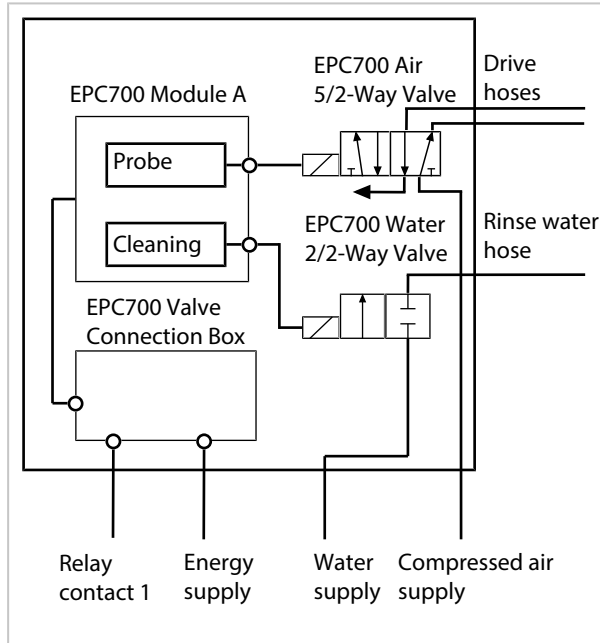 EPC700 Air
5/2-Way Valve
Drive
hoses
EPC700 Module A
Probe
Cleaning
EPC700 Water
2/2-Way Valve
Rinse water
hose
EPC700 Valve
Connection Box
Relay
contact 1
Energy
supply
Water
supply
Compressed air
supply